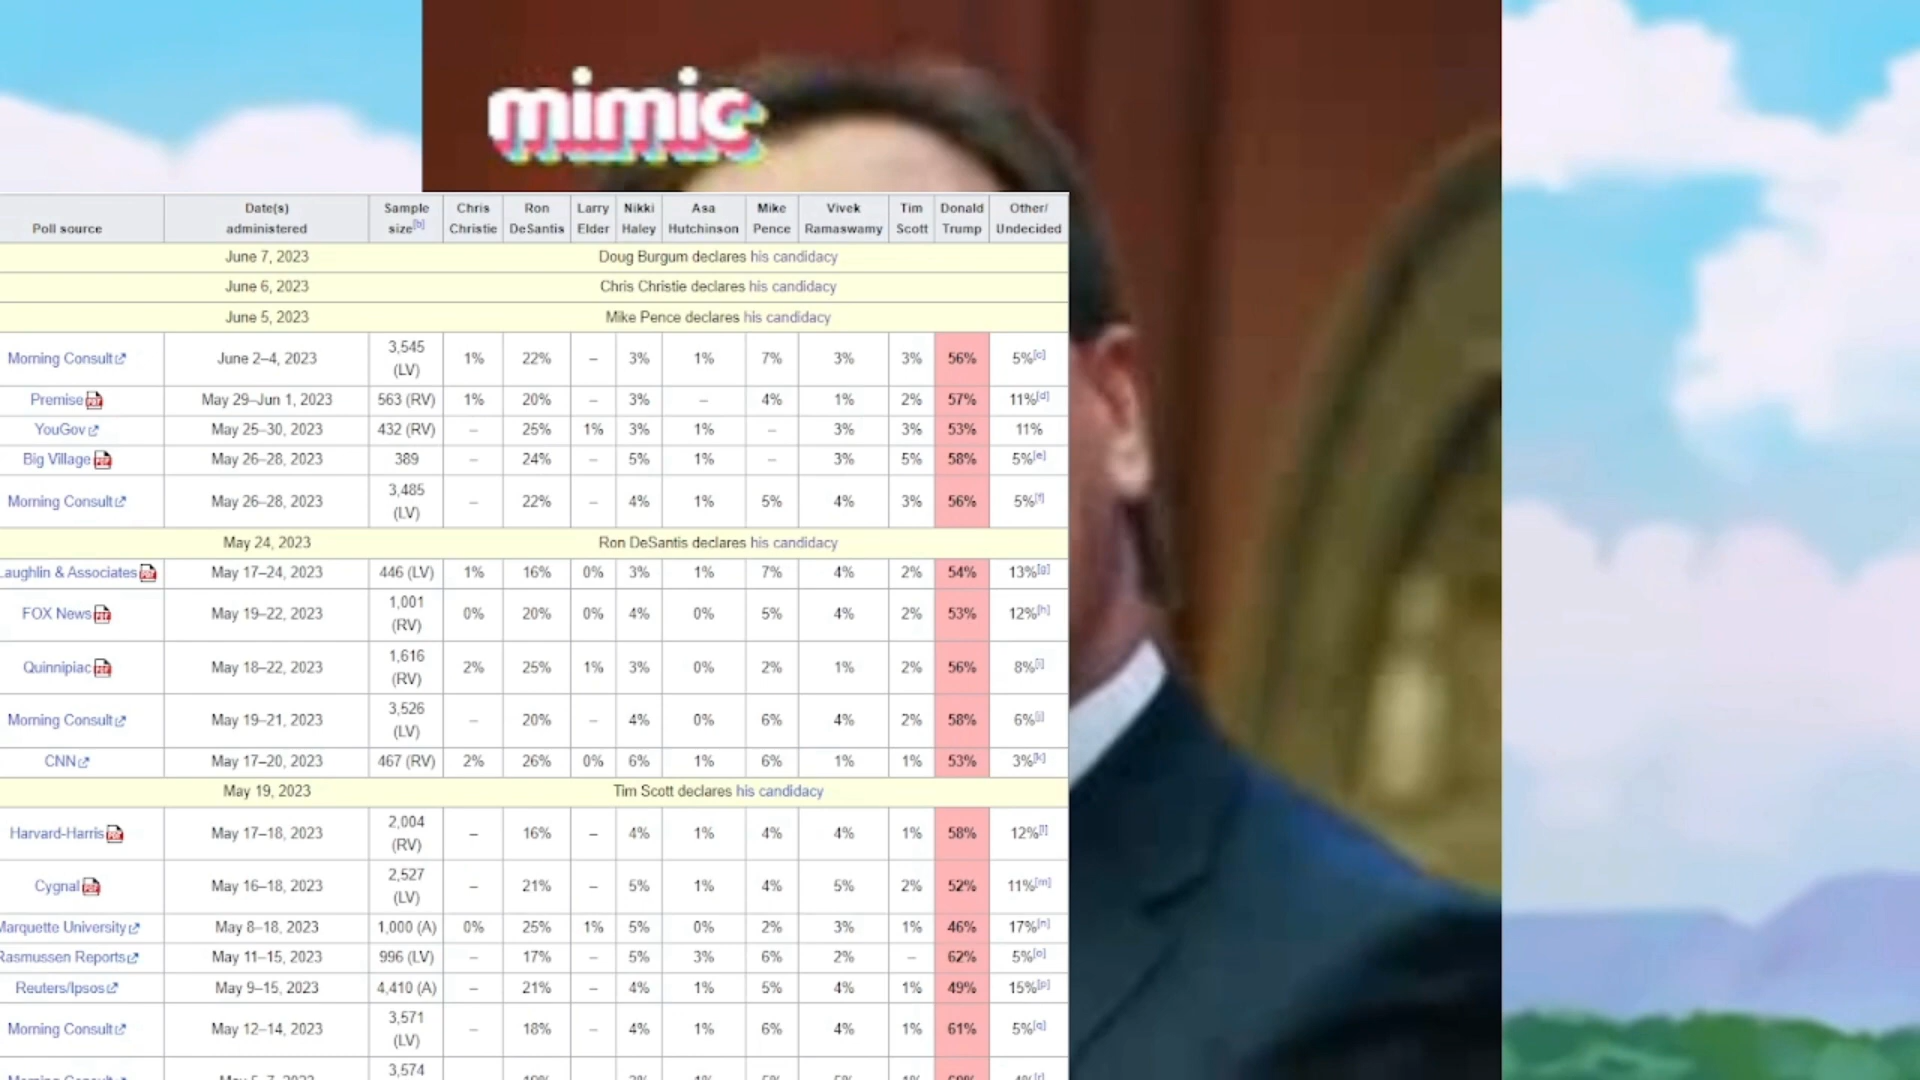 mimic
Poll source Date(s) administered Sample size[b] Chris Christie Ron DeSantis Larry Elder Nikki Haley Asa Hutchinson Mike Pence Vivek Ramaswamy Tim Scott Donald Trump Other/ Undecided
June 7, 2023 Doug Burgum declares his candidacy
June 6, 2023 Chris Christie declares his candidacy
June 5, 2023 Mike Pence declares his candidacy
Morning Consult June 2–4, 2023 3,545 (LV) 1% 22% – 3% 1% 7% 3% 3% 56% 5%[c]
Premise May 29–Jun 1, 2023 563 (RV) 1% 20% – 3% – 4% 1% 2% 57% 11%[d]
YouGov May 25–30, 2023 432 (RV) – 25% 1% 3% 1% – 3% 3% 53% 11%
Big Village May 26–28, 2023 389 – 24% – 5% 1% – 3% 5% 58% 5%[e]
Morning Consult May 26–28, 2023 3,485 (LV) – 22% – 4% 1% 5% 4% 3% 56% 5%[f]
May 24, 2023 Ron DeSantis declares his candidacy
Laughlin & Associates May 17–24, 2023 446 (LV) 1% 16% 0% 3% 1% 7% 4% 2% 54% 13%[g]
FOX News May 19–22, 2023 1,001 (RV) 0% 20% 0% 4% 0% 5% 4% 2% 53% 12%[h]
Quinnipiac May 18–22, 2023 1,616 (RV) 2% 25% 1% 3% 0% 2% 1% 2% 56% 8%[i]
Morning Consult May 19–21, 2023 3,526 (LV) – 20% – 4% 0% 6% 4% 2% 58% 6%[j]
CNN May 17–20, 2023 467 (RV) 2% 26% 0% 6% 1% 6% 1% 1% 53% 3%[k]
May 19, 2023 Tim Scott declares his candidacy
Harvard-Harris May 17–18, 2023 2,004 (RV) – 16% – 4% 1% 4% 4% 1% 58% 12%[l]
Cygnal May 16–18, 2023 2,527 (LV) – 21% – 5% 1% 4% 5% 2% 52% 11%[m]
Marquette University May 8–18, 2023 1,000 (A) 0% 25% 1% 5% 0% 2% 3% 1% 46% 17%[n]
Rasmussen Reports May 11–15, 2023 996 (LV) – 17% – 5% 3% 6% 2% – 62% 5%[o]
Reuters/Ipsos May 9–15, 2023 4,410 (A) – 21% – 4% 1% 5% 4% 1% 49% 15%[p]
Morning Consult May 12–14, 2023 3,571 (LV) – 18% – 4% 1% 6% 4% 1% 61% 5%[q]
3,574